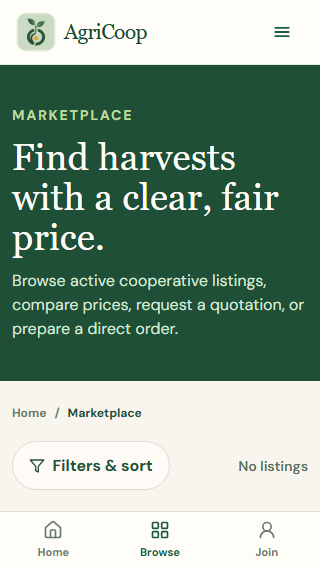 AgriCoop
MARKETPLACE
Find harvests
with a clear, fair
price.
Browse active cooperative listings,
compare prices, request a quotation, or
prepare a direct order.
Home / Marketplace
Filters & sort
No listings
Home
Browse
Join